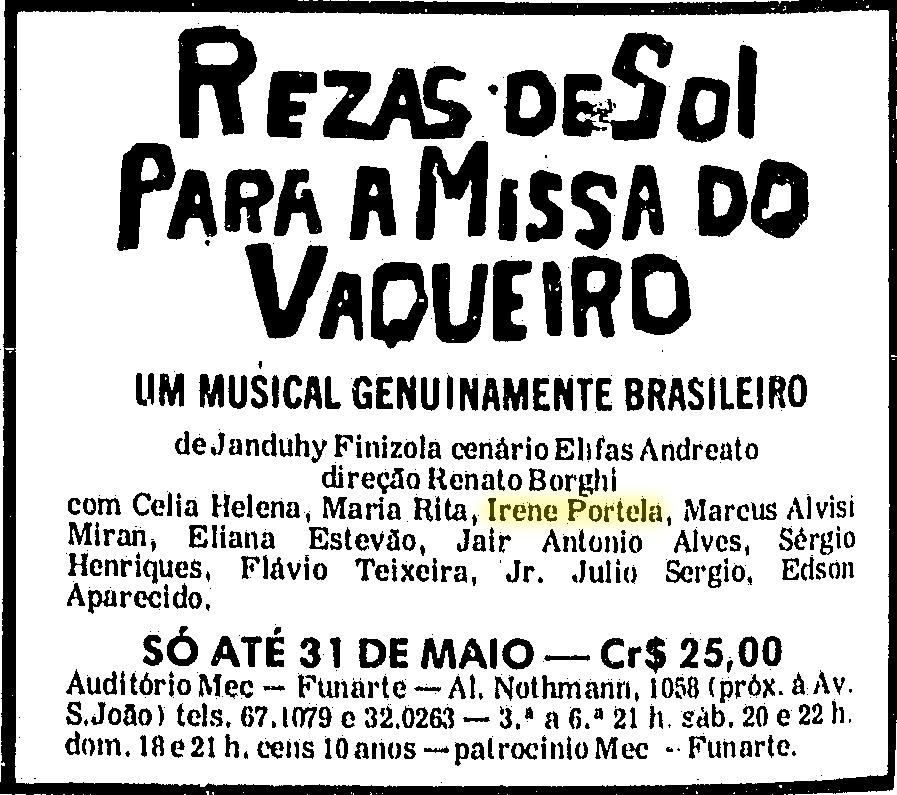 REZAS DE SOL
PARA A MISSA DO
VAQUEIRO
UM MUSICAL GENUINAMENTE BRASILEIRO
de Janduhy Finizola cenário Elifas Andreato
direção Renato Borghi
com Celia Helena, Maria Rita, Irene Portela, Marcus Alvisi
Miran, Eliana Estevão, Jair Antonio Alves, Sérgio
Henriques, Flávio Teixeira, Jr. Julio Sergio, Edson
Aparecido.
SÓ ATÉ 31 DE MAIO — Cr$ 25,00
Auditório Mec — Funarte — Al. Nothmann, 1058 (próx. à Av.
S.João) tels. 67.1079 e 32.0263 — 3.ª a 6.ª 21 h. sáb. 20 e 22 h.
dom. 18 e 21 h. cens 10 anos — patrocinio Mec - Funarte.